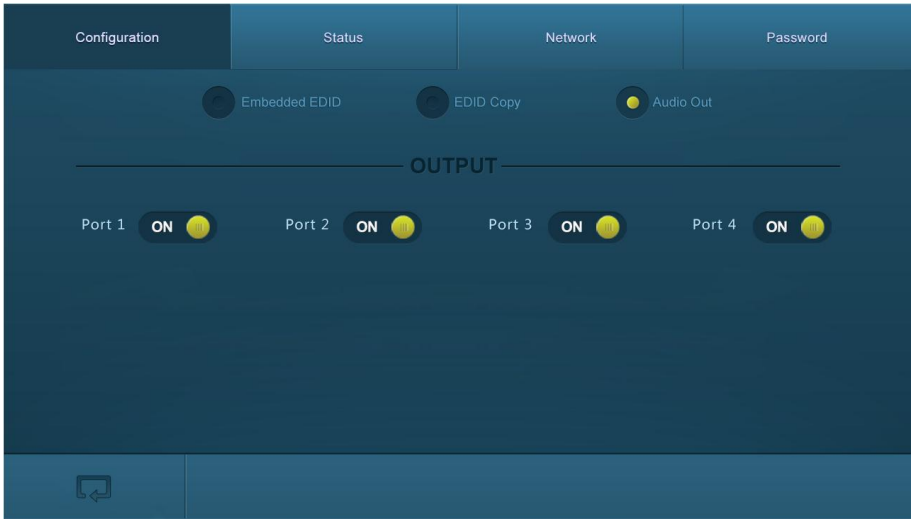 Configuration Status Network Password
Embedded EDID EDID Copy Audio Out
OUTPUT
Port 1 ON Port 2 ON Port 3 ON Port 4 ON